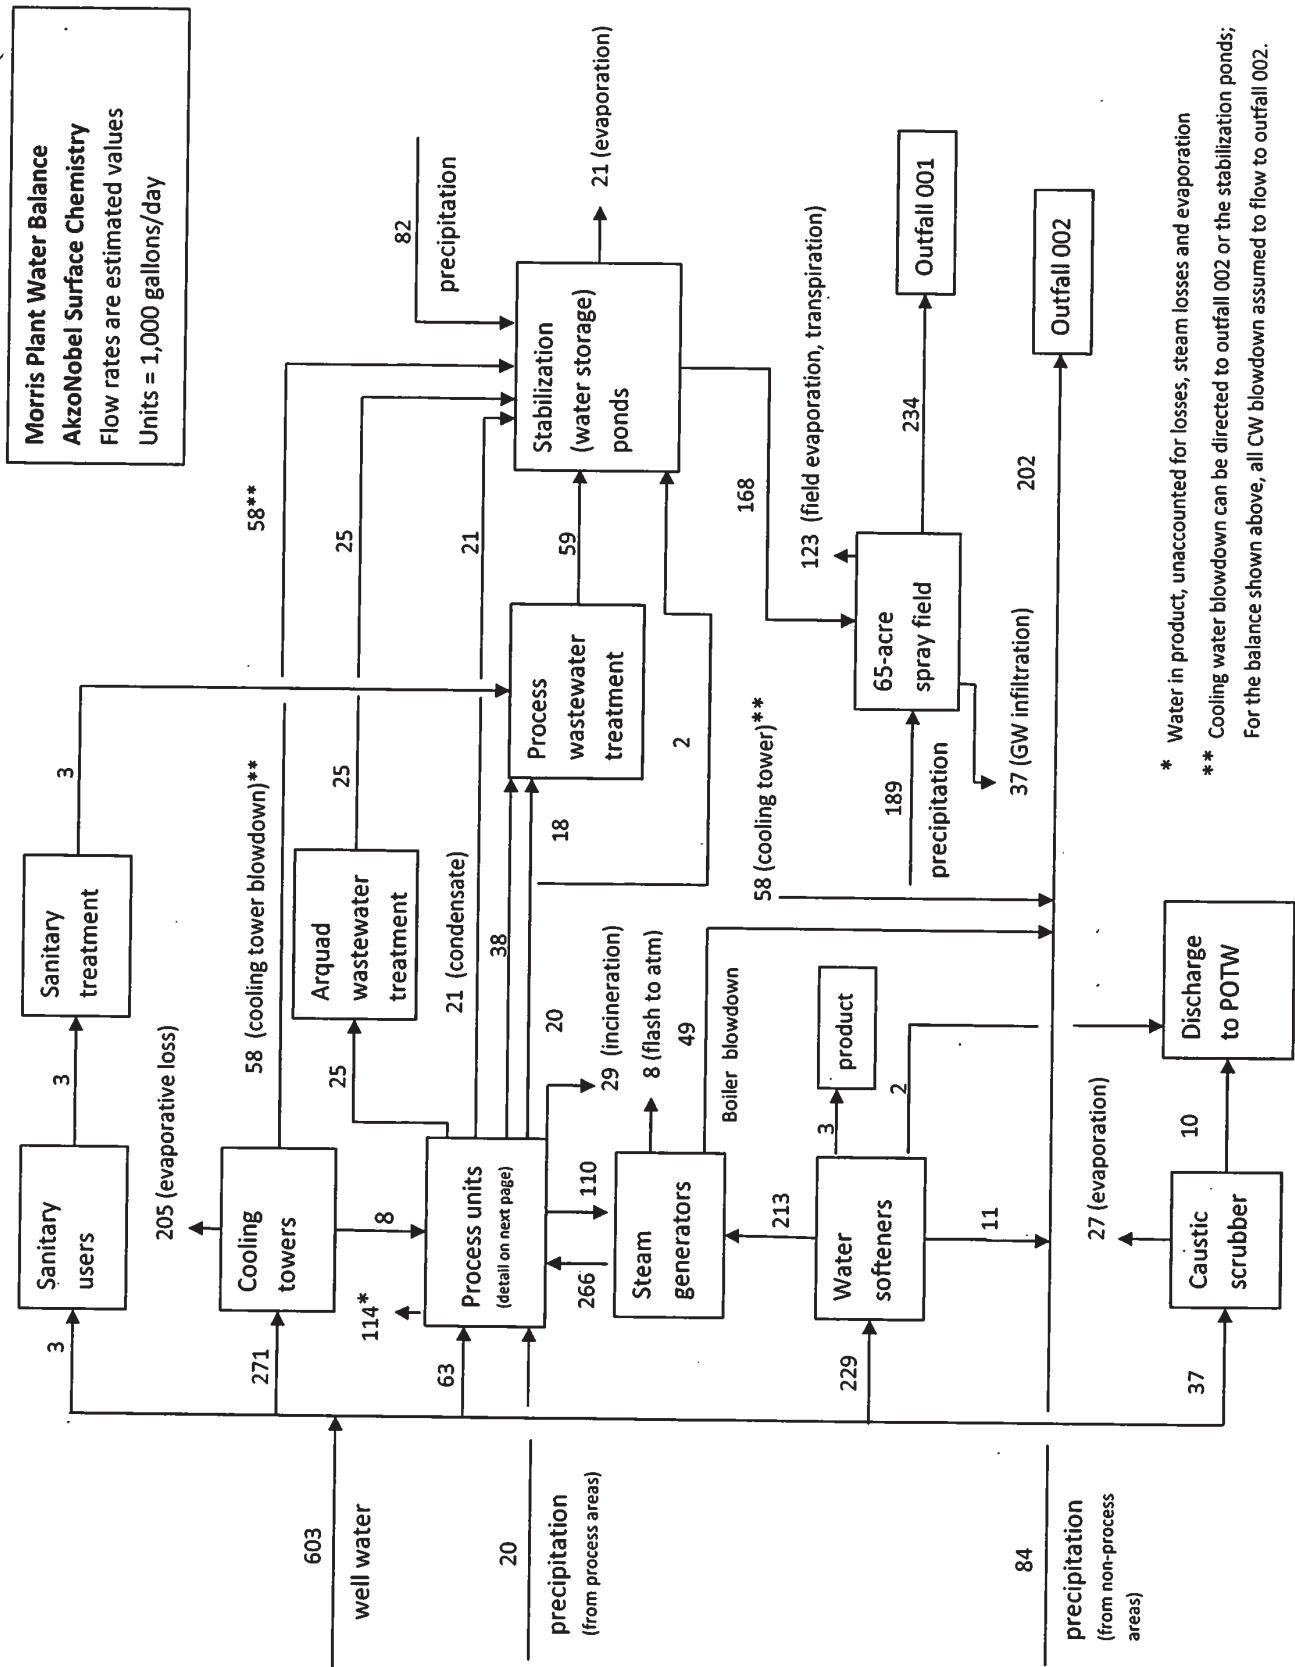 Morris Plant Water Balance
AkzoNobel Surface Chemistry
Flow rates are estimated values
Units = 1,000 gallons/day
3
Sanitary
users
3
Sanitary
treatment
3
205 (evaporative loss)
271
Cooling
towers
58 (cooling tower blowdown)**
58**
8
25
Arquad
wastewater
treatment
25
25
82
precipitation
603
well water
114*
63
Process units
(detail on next page)
21 (condensate)
21
38
20
18
Process
wastewater
treatment
59
2
Stabilization
(water storage)
ponds
21 (evaporation)
20
precipitation
(from process areas)
29 (incineration)
266
110
Steam
generators
8 (flash to atm)
49
Boiler blowdown
168
213
229
Water
softeners
3
product
2
11
58 (cooling tower)**
189
precipitation
65-acre
spray field
123 (field evaporation, transpiration)
37 (GW infiltration)
234
Outfall 001
84
precipitation
(from non-process
areas)
202
Outfall 002
37
Caustic
scrubber
27 (evaporation)
10
Discharge
to POTW
* Water in product, unaccounted for losses, steam losses and evaporation
** Cooling water blowdown can be directed to outfall 002 or the stabilization ponds;
For the balance shown above, all CW blowdown assumed to flow to outfall 002.